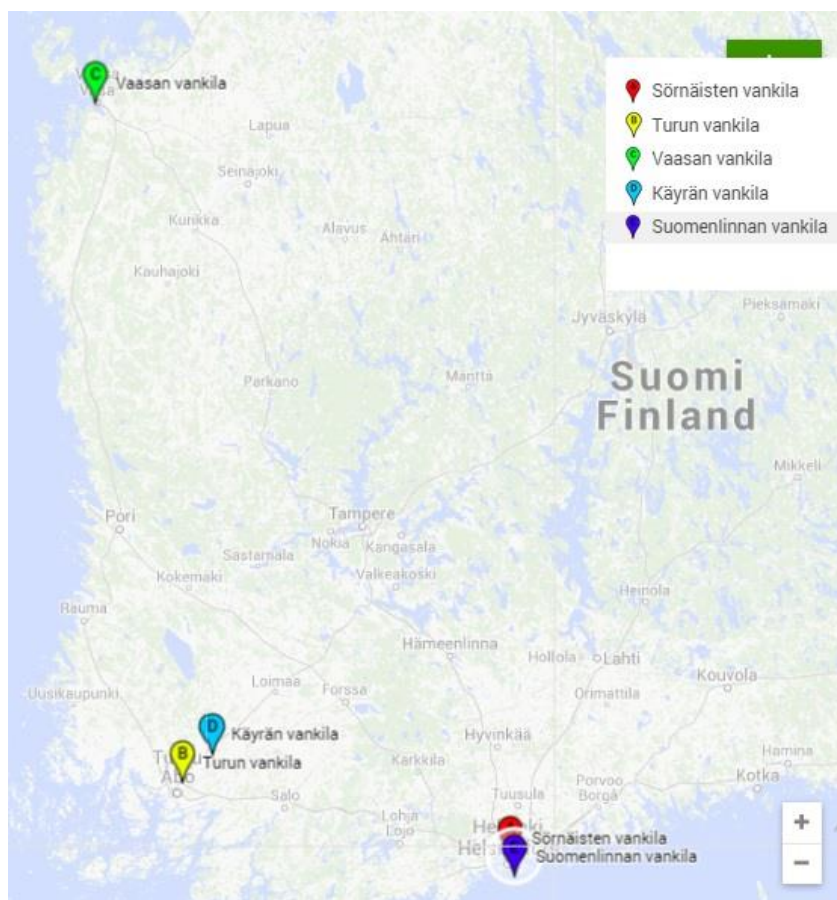 C
Vaasan vankila
Vaasa
Lapua
Seinäjoki
Kurikka
Alavus
Ähtäri
Kauhajoki
Sörnäisten vankila
B
Turun vankila
C
Vaasan vankila
D
Käyrän vankila
Suomenlinnan vankila
Pieksämäki
Jyväskylä
Parkano
Mänttä
Suomi
Finland
Mikkeli
Pori
Tampere
Nokia
Kangasala
Sastamala
Kokemäki
Valkeakoski
Heinola
Rauma
Hämeenlinna
Hollola
Lahti
Kouvola
Uusikaupunki
Loimaa
Forssa
Orimattila
D
Käyrän vankila
Hyvinkää
Hamina
B
Turun vankila
Karkkila
Åbo
Salo
Tuusula
Porvoo
Borgå
Kotka
Lohja
Lojo
Sörnäisten vankila
Suomenlinnan vankila
+
−